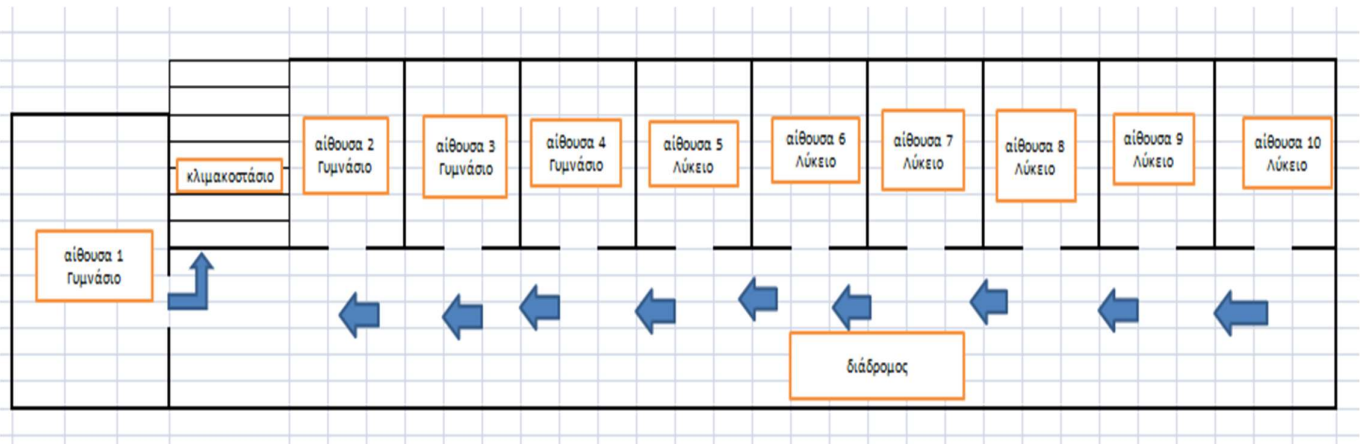 αίθουσα 1
Γυμνάσιο
κλιμακοστάσιο
αίθουσα 2
Γυμνάσιο
αίθουσα 3
Γυμνάσιο
αίθουσα 4
Γυμνάσιο
αίθουσα 5
Λύκειο
αίθουσα 6
Λύκειο
αίθουσα 7
Λύκειο
αίθουσα 8
Λύκειο
αίθουσα 9
Λύκειο
αίθουσα 10
Λύκειο
διάδρομος